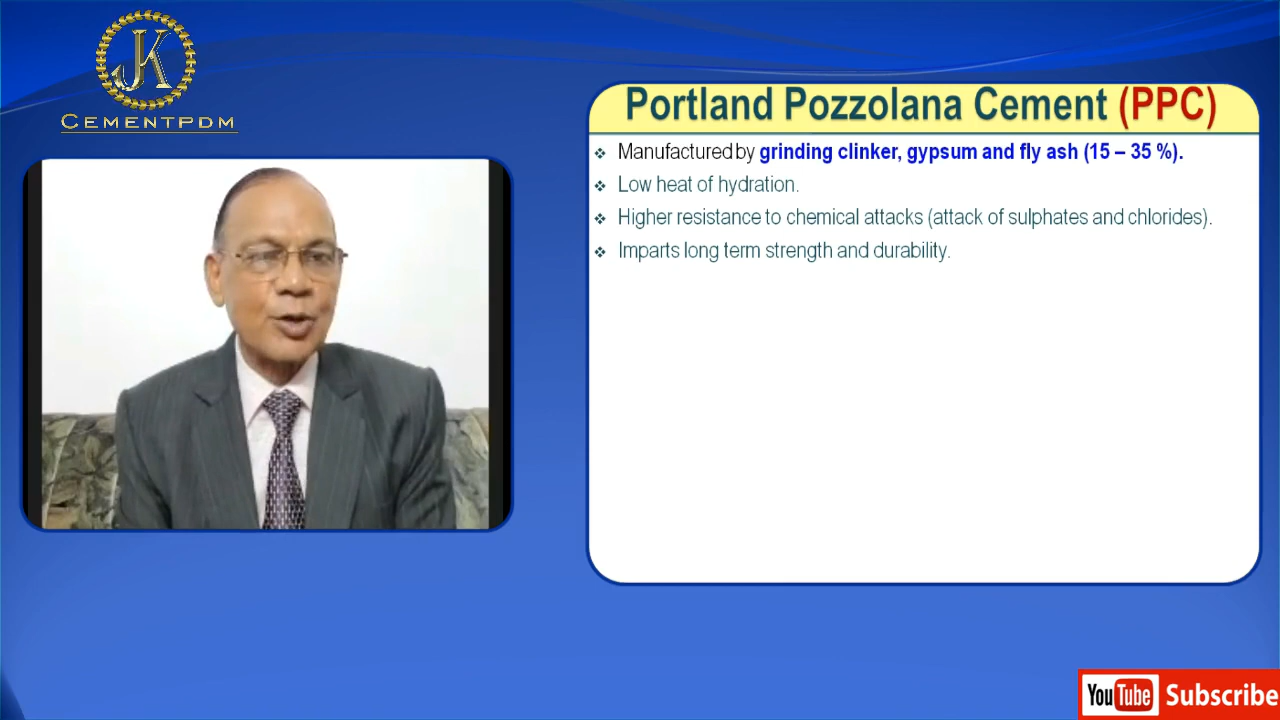 JK
CEMENTPDM
Portland Pozzolana Cement (PPC)
❖ Manufactured by grinding clinker, gypsum and fly ash (15 – 35 %).
❖ Low heat of hydration.
❖ Higher resistance to chemical attacks (attack of sulphates and chlorides).
❖ Imparts long term strength and durability.
YouTube Subscribe